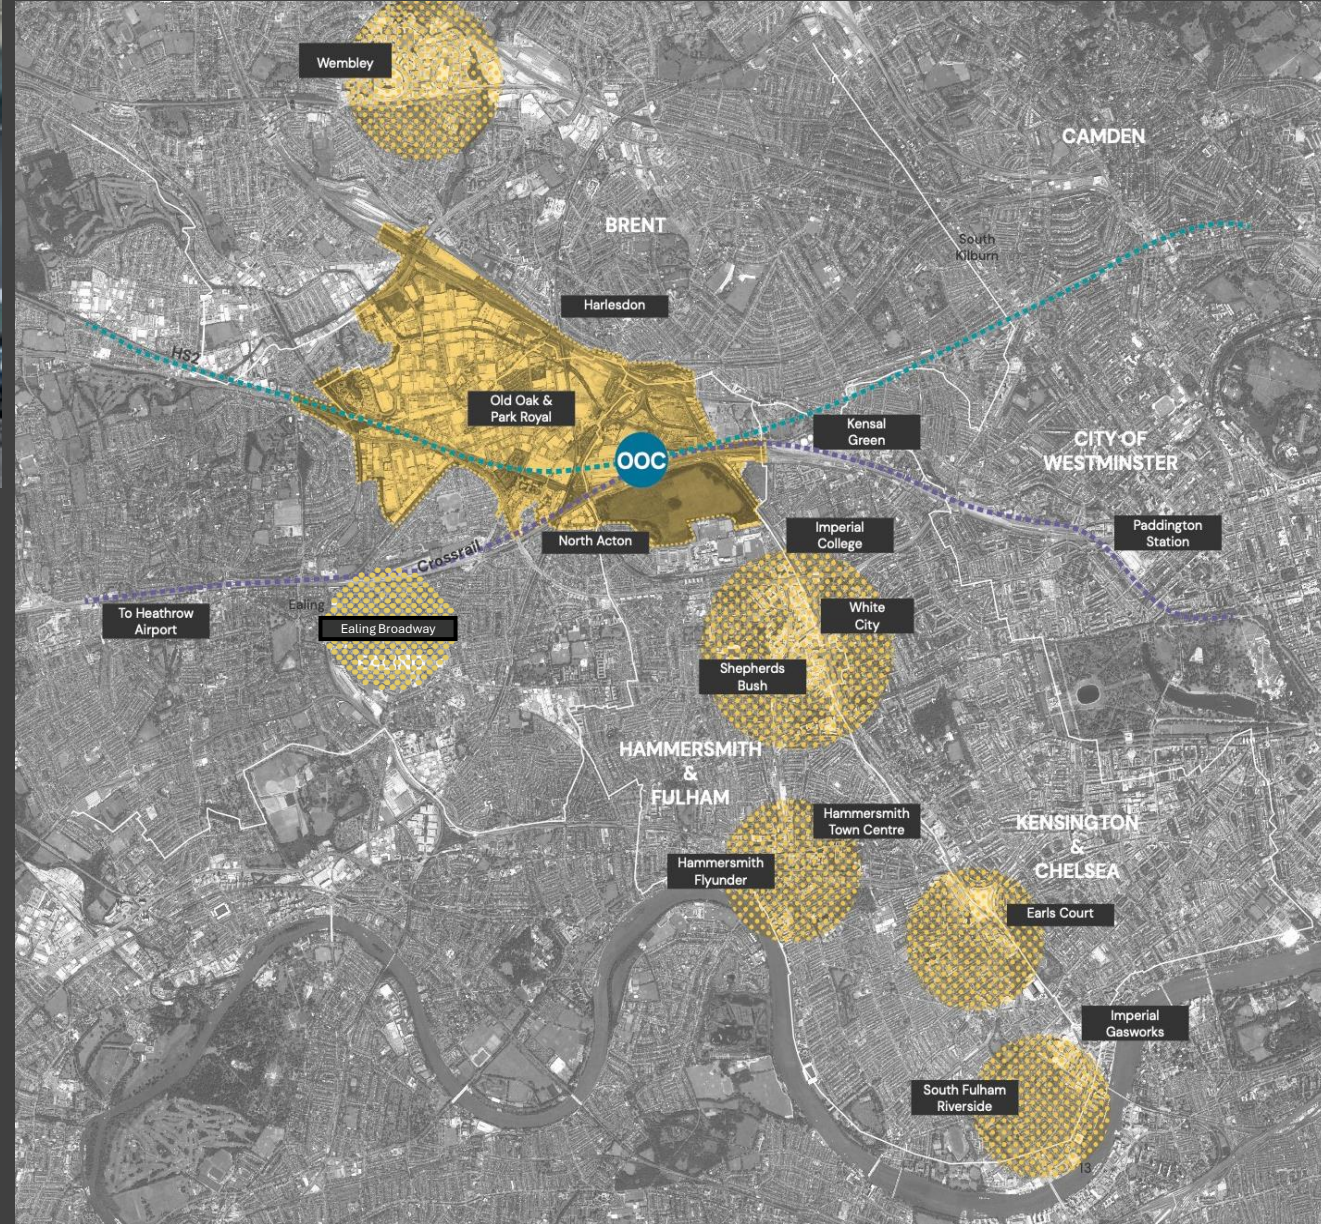 Wembley
CAMDEN
BRENT
South
Kilburn
Harlesdon
HS2
Old Oak &
Park Royal
Kensal
Green
CITY OF
WESTMINSTER
OOC
Imperial
College
Paddington
Station
North Acton
Crossrail
To Heathrow
Airport
Ealing
Ealing Broadway
EALING
White
City
Shepherds
Bush
HAMMERSMITH
&
FULHAM
Hammersmith
Town Centre
KENSINGTON
&
CHELSEA
Hammersmith
Flyunder
Earls Court
Imperial
Gasworks
South Fulham
Riverside
13